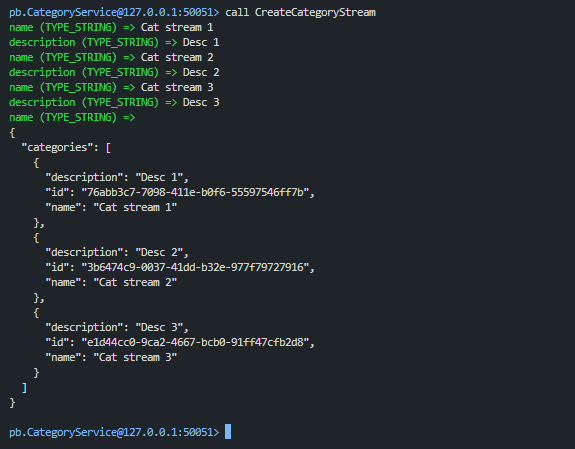 pb.CategoryService@127.0.0.1:50051> call CreateCategoryStream
name (TYPE_STRING) => Cat stream 1
description (TYPE_STRING) => Desc 1
name (TYPE_STRING) => Cat stream 2
description (TYPE_STRING) => Desc 2
name (TYPE_STRING) => Cat stream 3
description (TYPE_STRING) => Desc 3
name (TYPE_STRING) =>
{
  "categories": [
    {
      "description": "Desc 1",
      "id": "76abb3c7-7098-411e-b0f6-55597546ff7b",
      "name": "Cat stream 1"
    },
    {
      "description": "Desc 2",
      "id": "3b6474c9-0037-41dd-b32e-977f79727916",
      "name": "Cat stream 2"
    },
    {
      "description": "Desc 3",
      "id": "e1d44cc0-9ca2-4667-bcb0-91ff47cfb2d8",
      "name": "Cat stream 3"
    }
  ]
}
pb.CategoryService@127.0.0.1:50051>